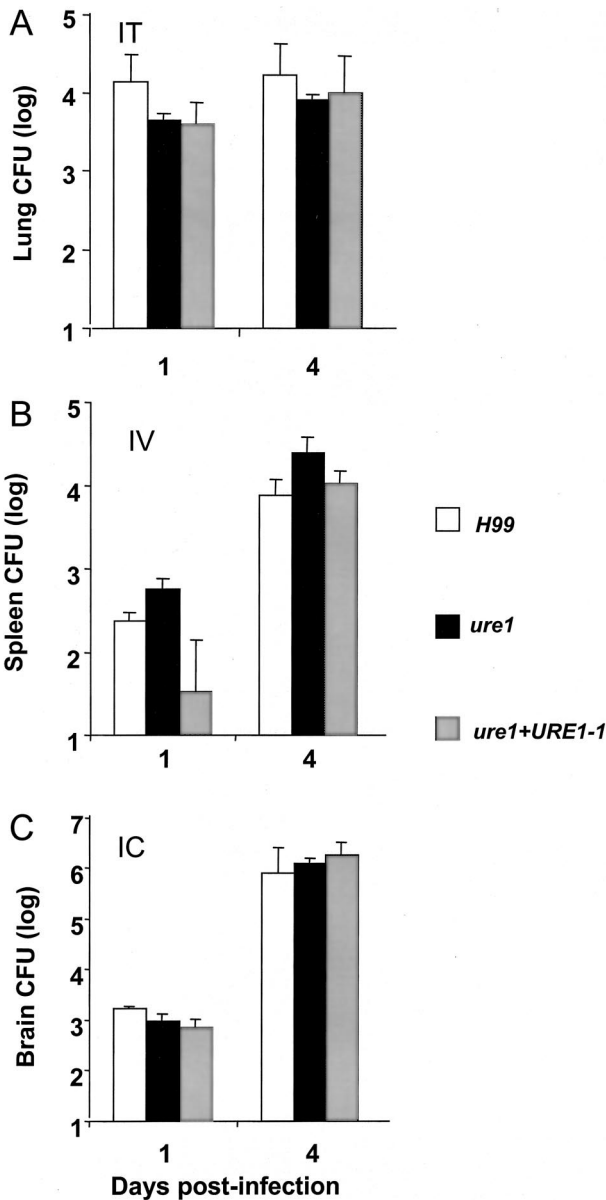 A
IT
Lung CFU (log)
5
4
3
2
1
1 4
B
IV
Spleen CFU (log)
5
4
3
2
1
1 4
H99
ure1
ure1+URE1-1
C
IC
Brain CFU (log)
7
6
5
4
3
2
1
1 4
Days post-infection